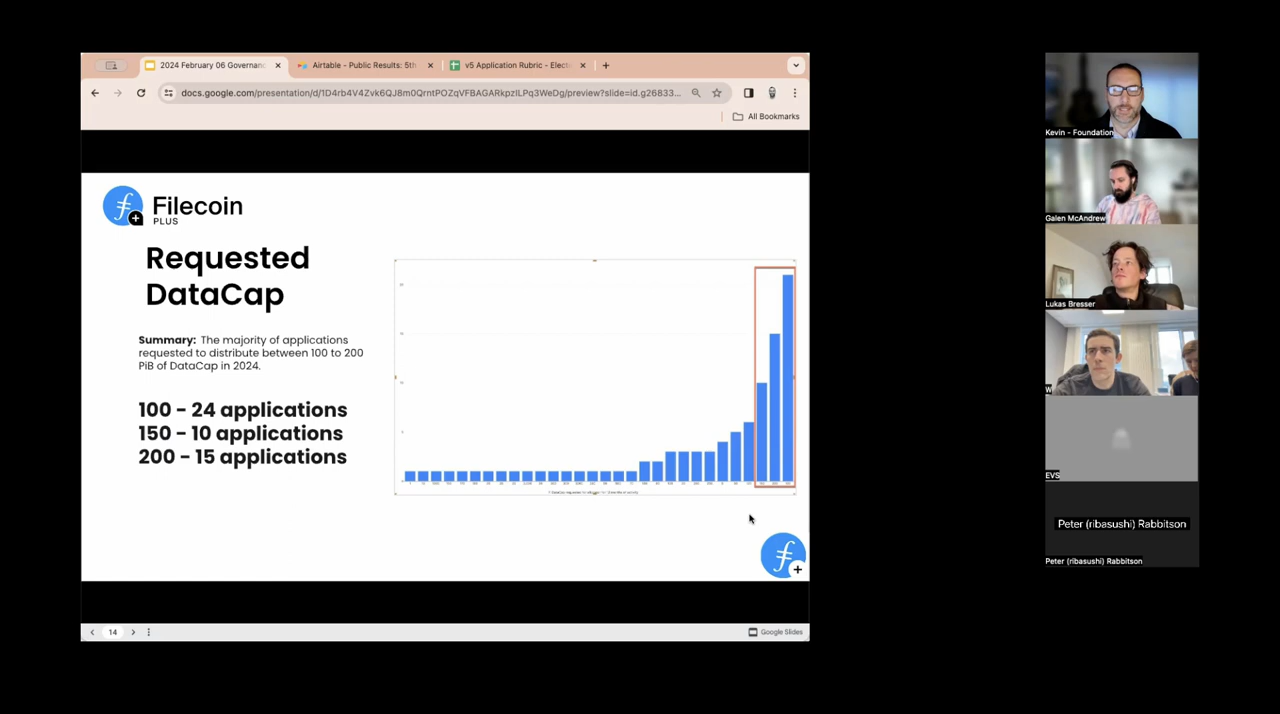 2024 February 06 Governanc
Airtable - Public Results: 5th
v5 Application Rubric - Elect
docs.google.com/presentation/d/1D4rb4V4Zvk6QJ8m0QrntPOZqVFBAGARkpzILPq3WeDg/preview?slide=id.g26833...
All Bookmarks
Filecoin
PLUS
Requested
DataCap
Summary: The majority of applications
requested to distribute between 100 to 200
PiB of DataCap in 2024.
100 - 24 applications
150 - 10 applications
200 - 15 applications
14
Google Slides
Kevin - Foundation
Galen McAndrew
Lukas Bresser
W
EVS
Peter (ribasushi) Rabbitson
Peter (ribasushi) Rabbitson